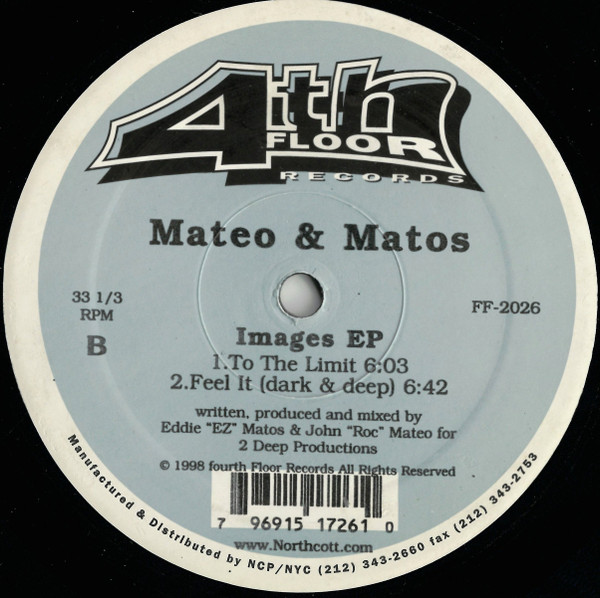 4th
FLOOR
RECORDS
Mateo & Matos
33 1/3
RPM
B
FF-2026
Images EP
1.To The Limit 6:03
2.Feel It (dark & deep) 6:42
written, produced and mixed by
Eddie "EZ" Matos & John "Roc" Mateo for
2 Deep Productions
© 1998 fourth Floor Records All Rights Reserved
7 96915 17261 0
www.Northcott.com
Manufactured & Distributed by NCP/NYC (212) 343-2660 fax (212) 343-2753